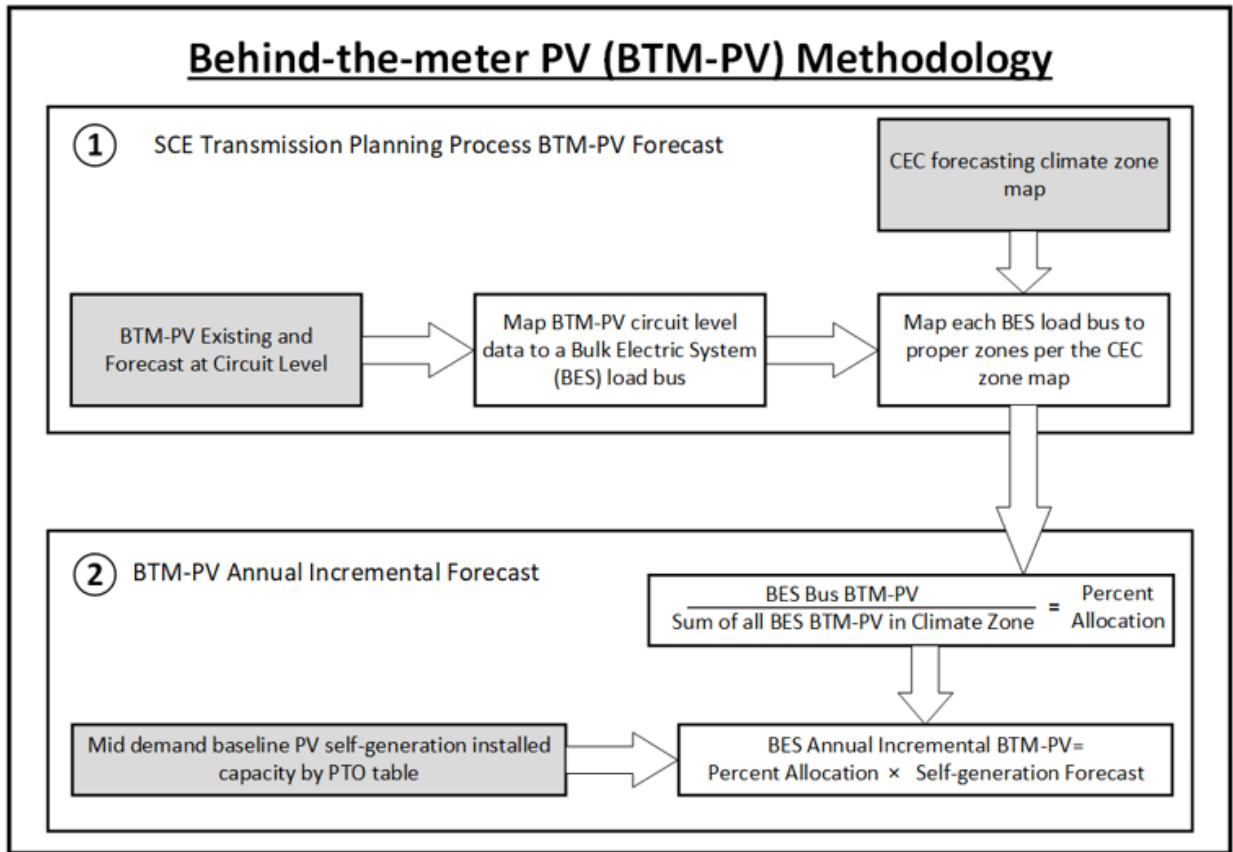 Behind-the-meter PV (BTM-PV) Methodology
1 SCE Transmission Planning Process BTM-PV Forecast
CEC forecasting climate zone
map
BTM-PV Existing and
Forecast at Circuit Level
Map BTM-PV circuit level
data to a Bulk Electric System
(BES) load bus
Map each BES load bus to
proper zones per the CEC
zone map
2 BTM-PV Annual Incremental Forecast
BES Bus BTM-PV
Sum of all BES BTM-PV in Climate Zone
=
Percent
Allocation
Mid demand baseline PV self-generation installed
capacity by PTO table
BES Annual Incremental BTM-PV=
Percent Allocation × Self-generation Forecast